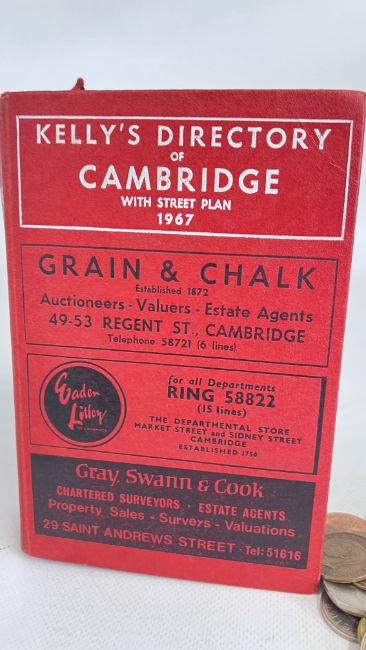 KELLY'S DIRECTORY
OF
CAMBRIDGE
WITH STREET PLAN
1967
GRAIN & CHALK
Established 1872
Auctioneers - Valuers - Estate Agents
49-53 REGENT ST., CAMBRIDGE
Telephone 58721 (6 lines)
Eaden
Lilley
for all Departments
RING 58822
(15 lines)
THE DEPARTMENTAL STORE
MARKET STREET and SIDNEY STREET
CAMBRIDGE
ESTABLISHED 1750
Gray, Swann & Cook
CHARTERED SURVEYORS · ESTATE AGENTS
Property Sales - Surveys - Valuations
29 SAINT ANDREWS STREET · Tel: 51616